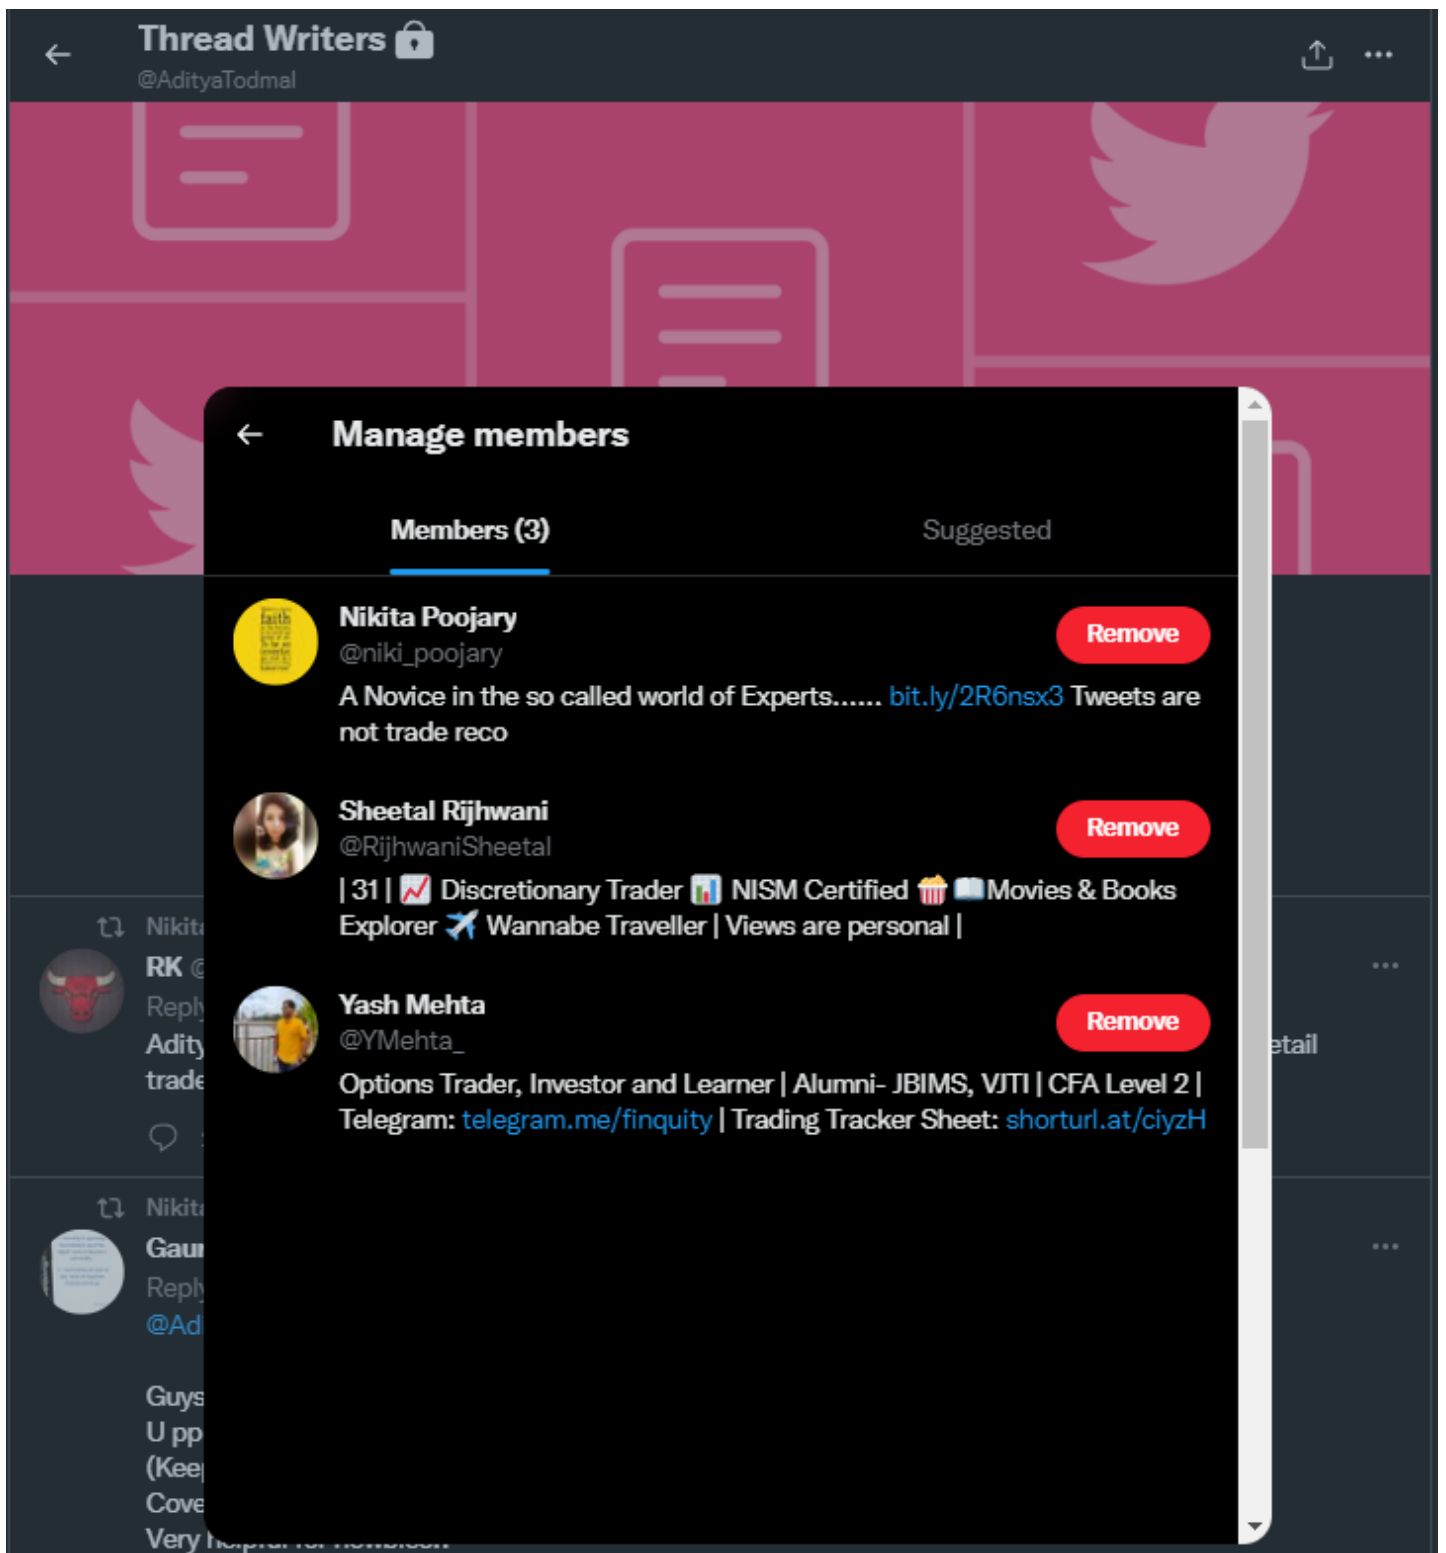 Thread Writers
@AdityaTodmal
Manage members
Members (3)
Suggested
Nikita Poojary
@niki_poojary
Remove
A Novice in the so called world of Experts...... bit.ly/2R6nsx3 Tweets are
not trade reco
Sheetal Rijhwani
@RijhwaniSheetal
Remove
| 31 | 📈 Discretionary Trader 📊 NISM Certified 🍿 📖Movies & Books
Explorer ✈️ Wannabe Traveller | Views are personal |
Yash Mehta
@YMehta_
Remove
Options Trader, Investor and Learner | Alumni- JBIMS, VJTI | CFA Level 2 |
Telegram: telegram.me/finquity | Trading Tracker Sheet: shorturl.at/ciyzH
RK
Guys
U pp
Very